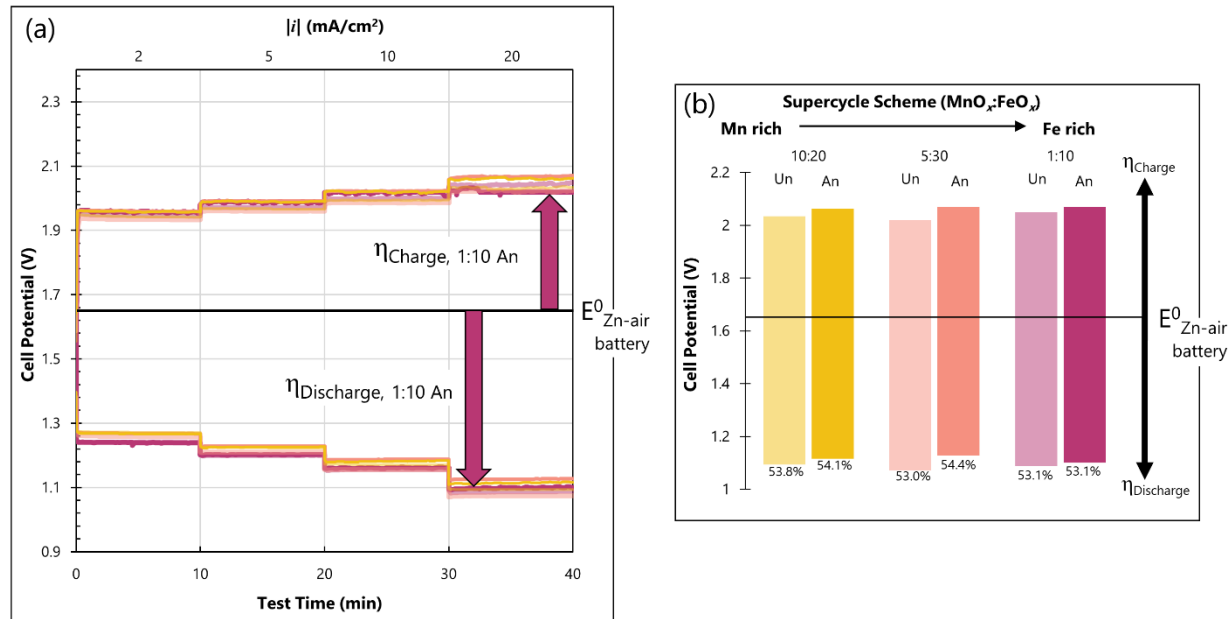 (a)
|i| (mA/cm²)
2 5 10 20
2.3
2.1
1.9
1.7
1.5
1.3
1.1
0.9
Cell Potential (V)
ηCharge, 1:10 An
ηDischarge, 1:10 An
E⁰Zn-air
battery
0 10 20 30 40
Test Time (min)
(b)
Supercycle Scheme (MnOx:FeOx)
Mn rich Fe rich
10:20 5:30 1:10
Un An Un An Un An
2.2
2
1.8
1.6
1.4
1.2
1
Cell Potential (V)
53.8% 54.1% 53.0% 54.4% 53.1% 53.1%
ηCharge
E⁰Zn-air
battery
ηDischarge